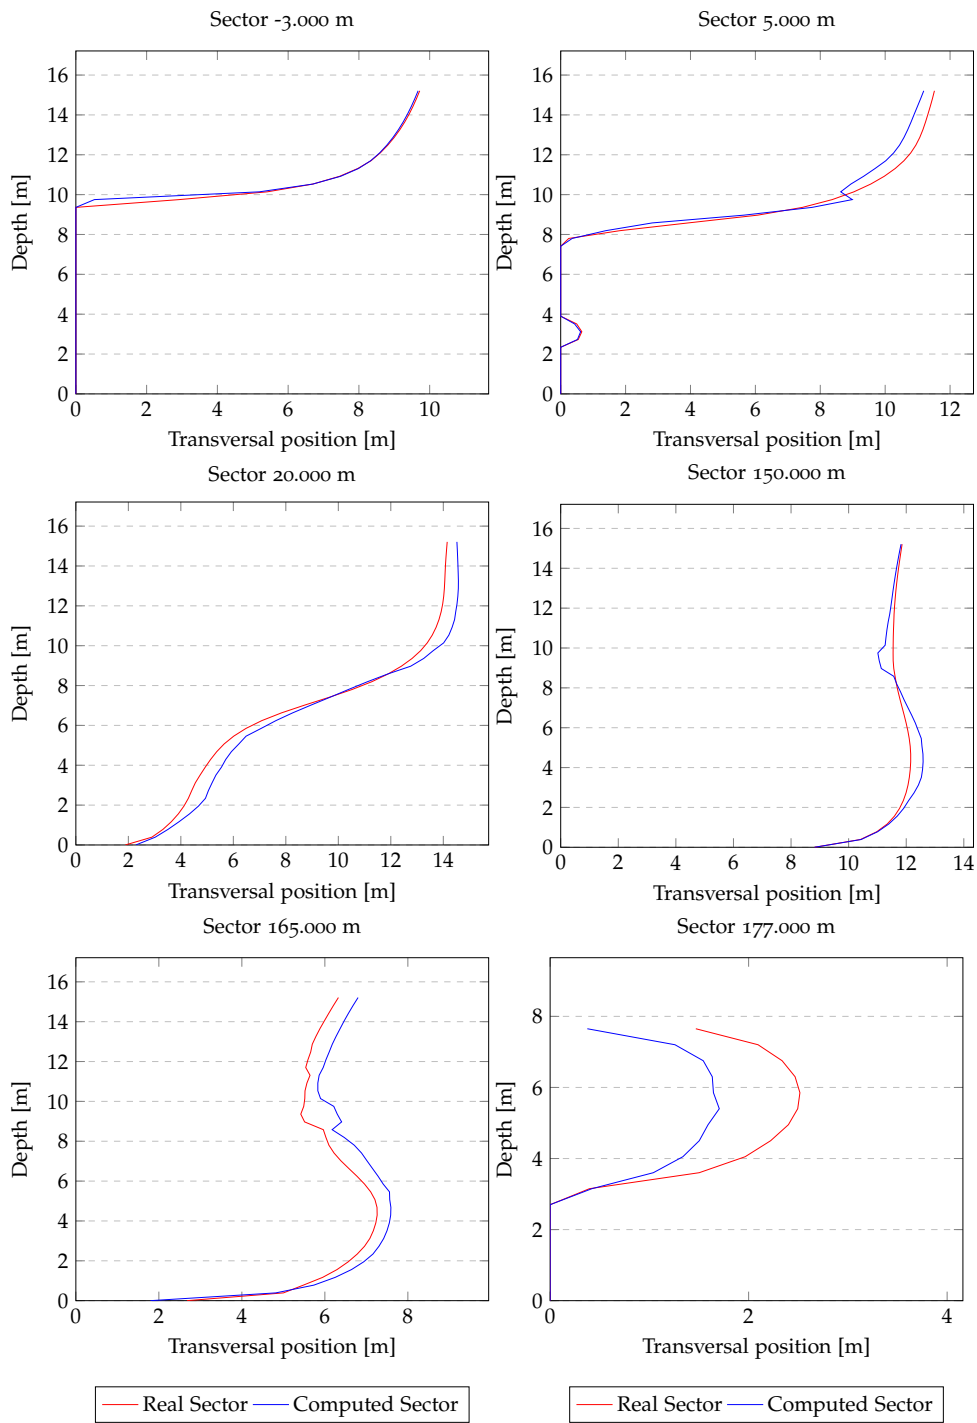 Sector -3.000 m
16
14
12
10
8
6
4
2
0
0 2 4 6 8 10
Depth [m]
Transversal position [m]
Sector 5.000 m
16
14
12
10
8
6
4
2
0
0 2 4 6 8 10 12
Depth [m]
Transversal position [m]
Sector 20.000 m
16
14
12
10
8
6
4
2
0
0 2 4 6 8 10 12 14
Depth [m]
Transversal position [m]
Sector 150.000 m
16
14
12
10
8
6
4
2
0
0 2 4 6 8 10 12 14
Depth [m]
Transversal position [m]
Sector 165.000 m
16
14
12
10
8
6
4
2
0
0 2 4 6 8
Depth [m]
Transversal position [m]
Sector 177.000 m
8
6
4
2
0
0 2 4
Depth [m]
Transversal position [m]
Real Sector Computed Sector
Real Sector Computed Sector